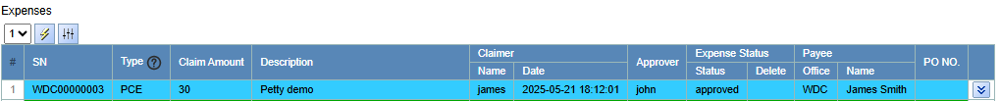 Expenses
1
# SN Type ? Claim Amount Description Claimer Name Date Approver Expense Status Status Delete Payee Office Name PO NO.
1 WDC00000003 PCE 30 Petty demo james 2025-05-21 18:12:01 john approved WDC James Smith